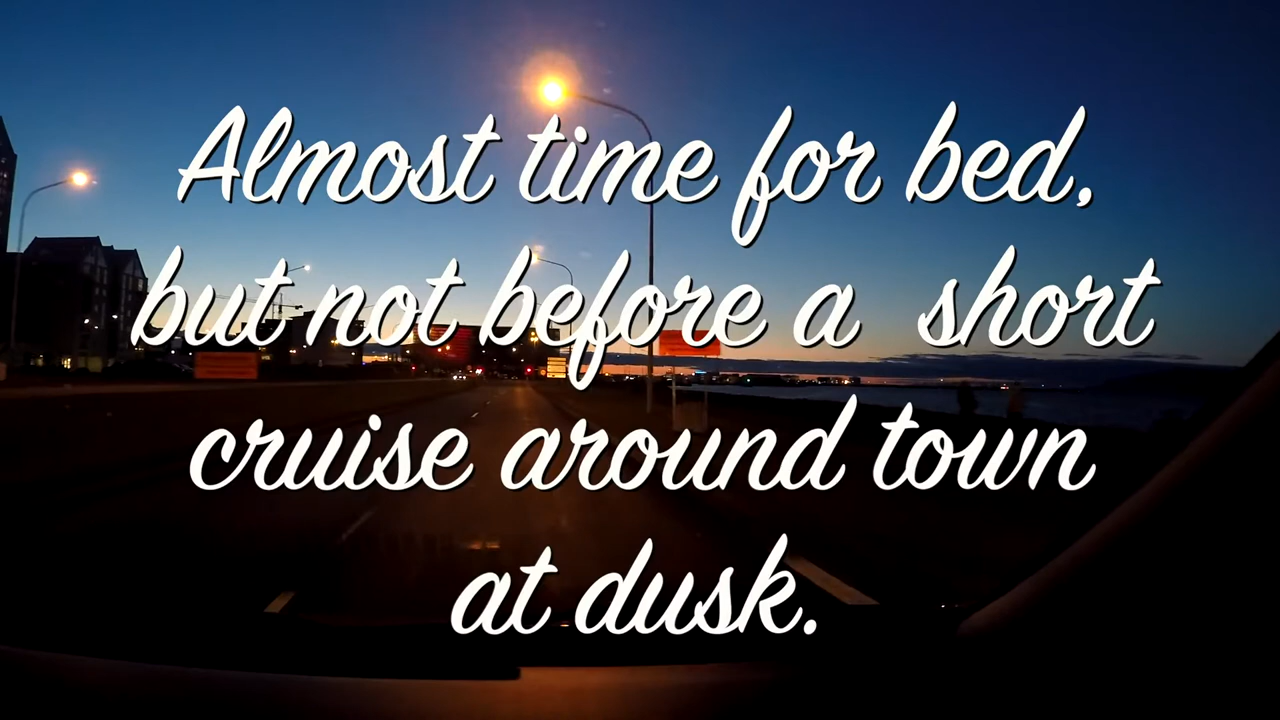 Almost time for bed,
but not before a  short
cruise around town
at dusk.